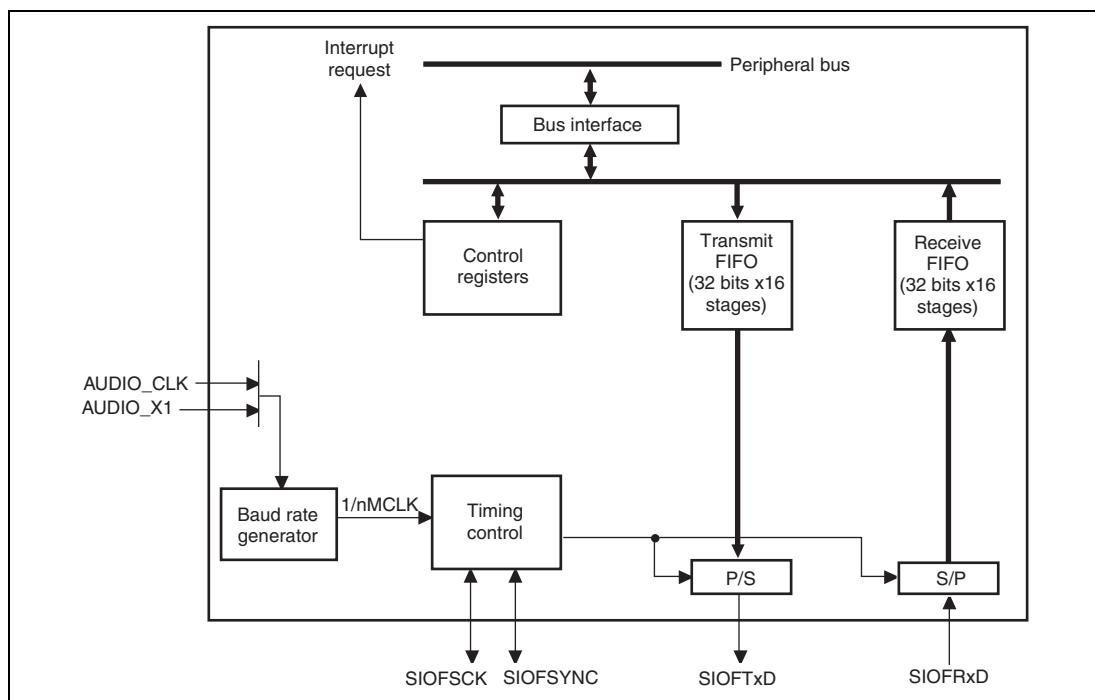 Interrupt
request
Peripheral bus
Bus interface
Control
registers
Transmit
FIFO
(32 bits x16
stages)
Receive
FIFO
(32 bits x16
stages)
AUDIO_CLK
AUDIO_X1
Baud rate
generator
1/nMCLK
Timing
control
P/S
S/P
SIOFSCK
SIOFSYNC
SIOFTxD
SIOFRxD